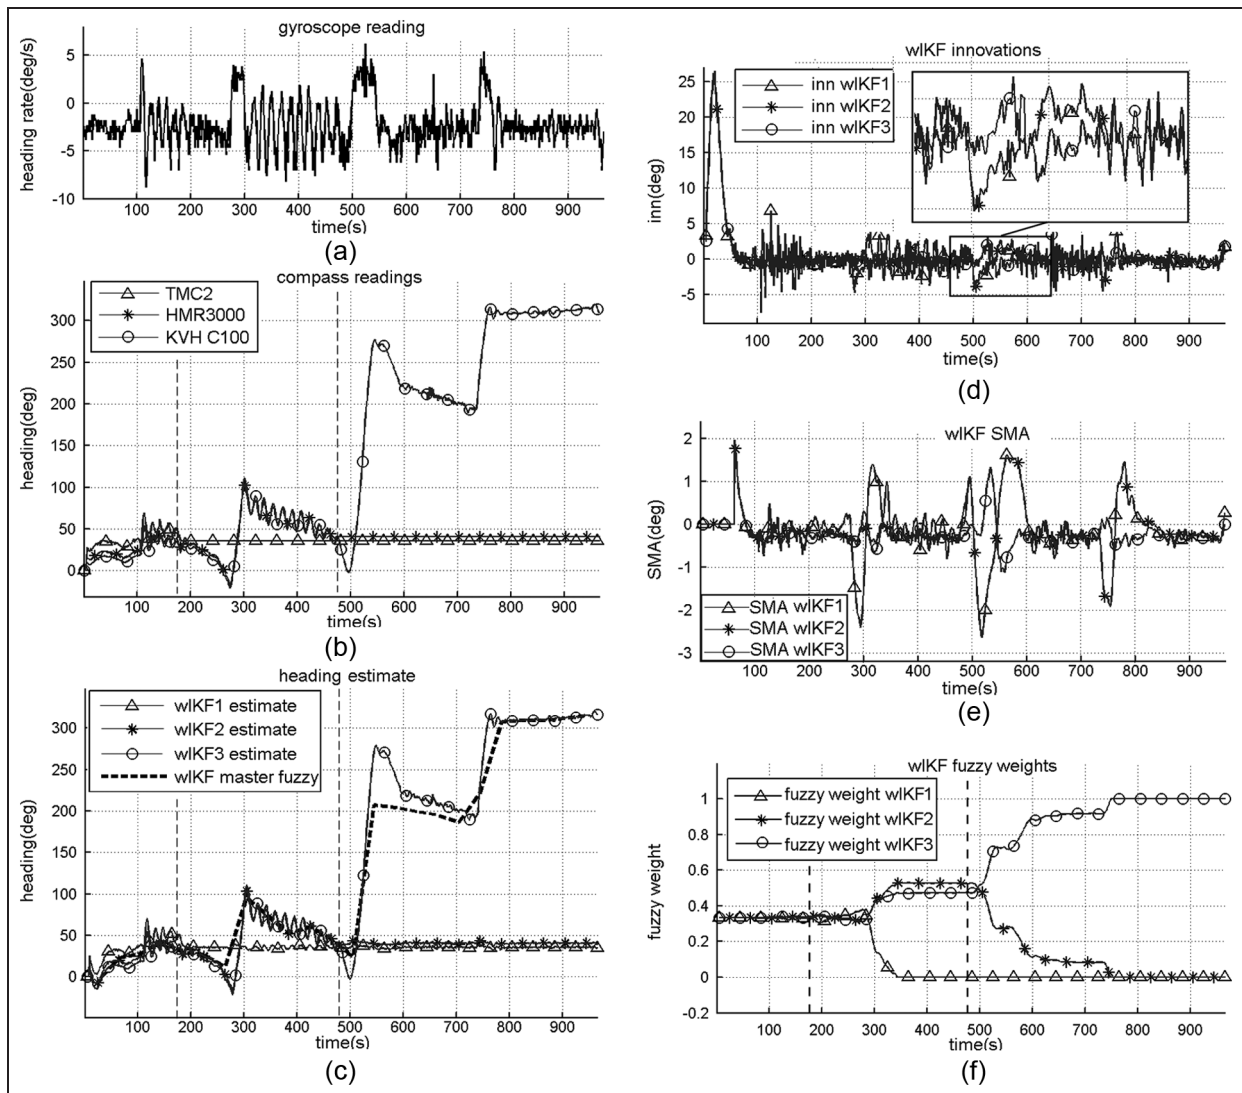 gyroscope reading
heading rate(deg/s)
5
0
-5
-10
100 200 300 400 500 600 700 800 900
time(s)
(a)
compass readings
TMC2
HMR3000
KVH C100
heading(deg)
300
250
200
150
100
50
0
100 200 300 400 500 600 700 800 900
time(s)
(b)
heading estimate
wIKF1 estimate
wIKF2 estimate
wIKF3 estimate
wIKF master fuzzy
heading(deg)
300
250
200
150
100
50
0
100 200 300 400 500 600 700 800 900
time(s)
(c)
wIKF innovations
inn wIKF1
inn wIKF2
inn wIKF3
inn(deg)
25
20
15
10
5
0
-5
100 200 300 400 500 600 700 800 900
time(s)
(d)
wIKF SMA
SMA(deg)
2
1
0
-1
-2
-3
SMA wIKF1
SMA wIKF2
SMA wIKF3
100 200 300 400 500 600 700 800 900
time(s)
(e)
wIKF fuzzy weights
fuzzy weight wIKF1
fuzzy weight wIKF2
fuzzy weight wIKF3
fuzzy weight
1
0.8
0.6
0.4
0.2
0
-0.2
100 200 300 400 500 600 700 800 900
time(s)
(f)